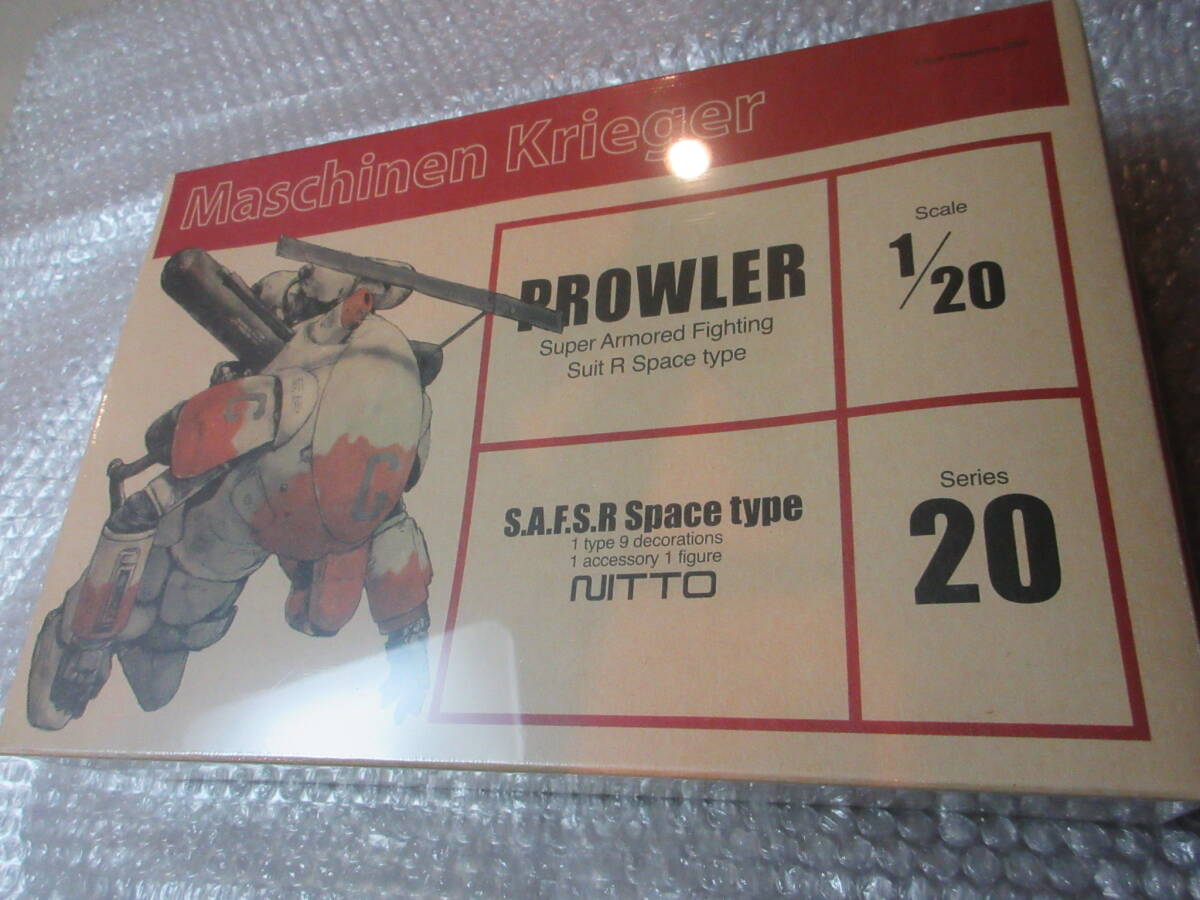 Maschinen Krieger
PROWLER
Super Armored Fighting
Suit R Space type
Scale
1/20
S.A.F.S.R Space type
1 type 9 decorations
1 accessory 1 figure
NITTO
Series
20
G
G